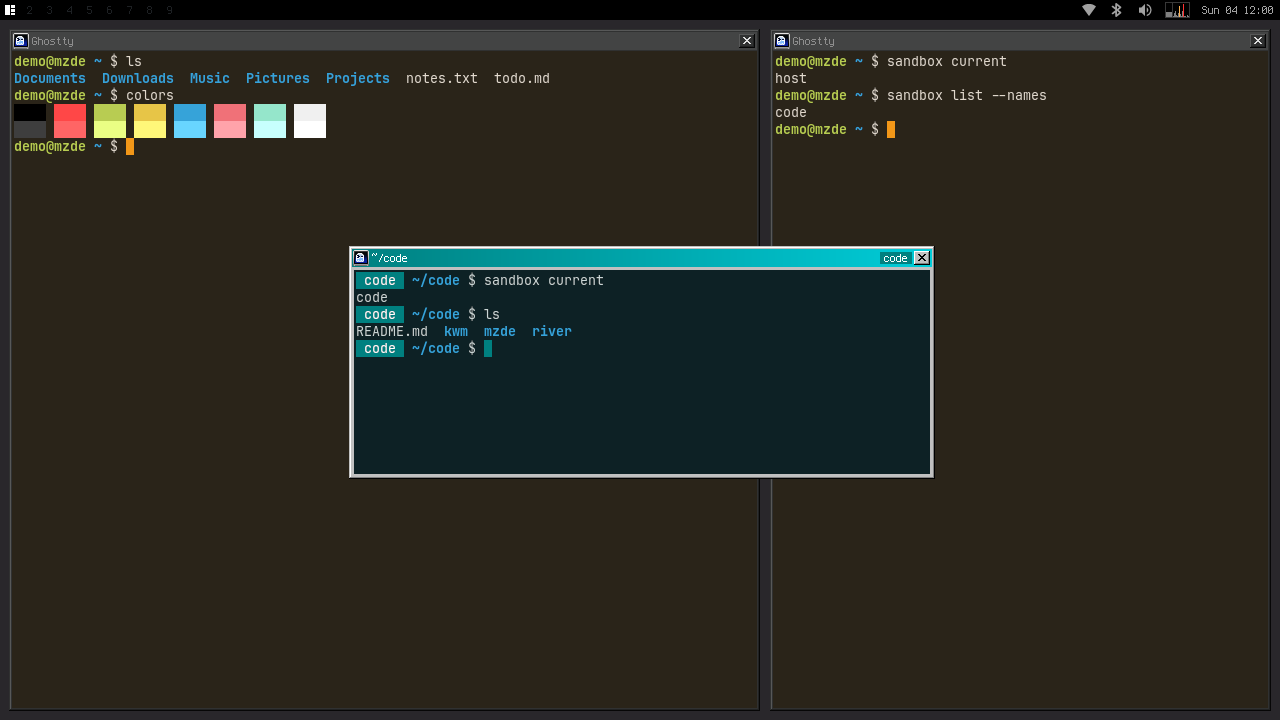 2 3 4 5 6 7 8 9
Sun 04 12:00
Ghostty
demo@mzde ~ $ ls
Documents Downloads Music Pictures Projects notes.txt todo.md
demo@mzde ~ $ colors
demo@mzde ~ $
Ghostty
demo@mzde ~ $ sandbox current
host
demo@mzde ~ $ sandbox list --names
code
demo@mzde ~ $
~/code
code
code ~/code $ sandbox current
code
code ~/code $ ls
README.md kwm mzde river
code ~/code $